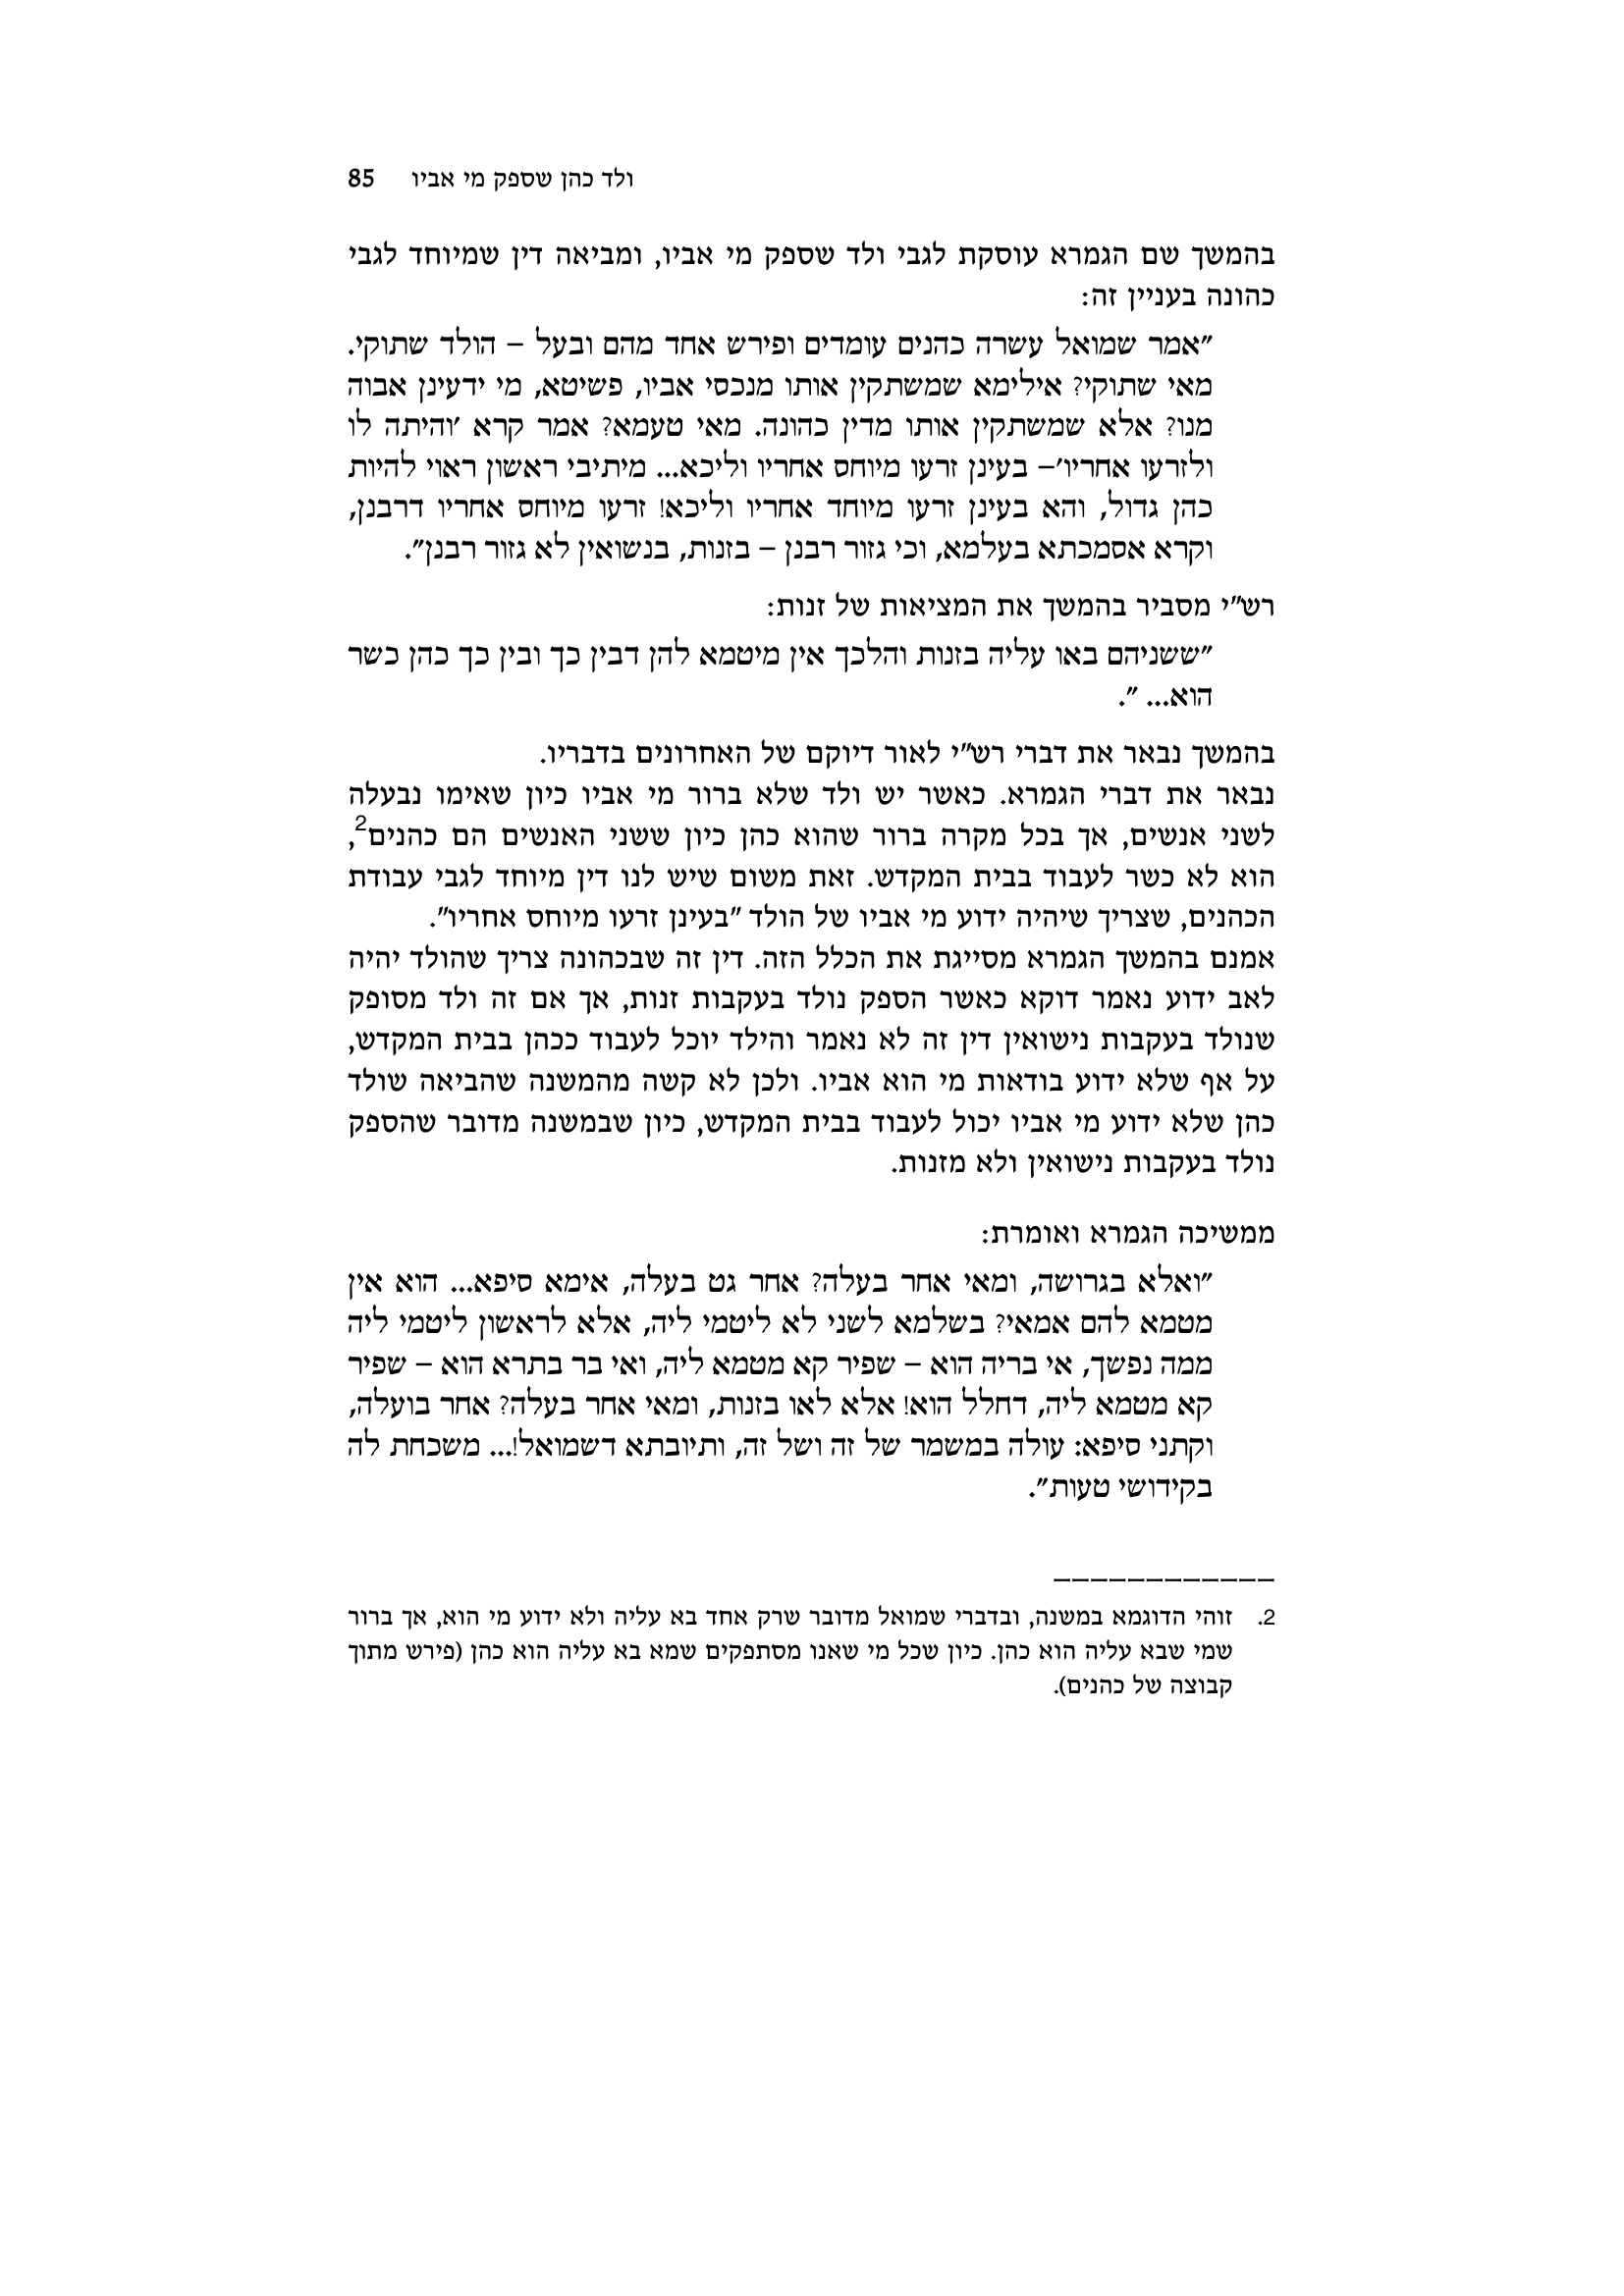 ולד כהן שספק מי אביו 85
בהמשך שם הגמרא עוסקת לגבי ולד שספק מי אביו, ומביאה דין שמיוחד לגבי
כהונה בעניין זה:
"אמר שמואל עשרה כהנים עומדים ופירש אחד מהם ובעל – הולד שתוקי.
מאי שתוקי? אילימא שמשתקין אותו מנכסי אביו, פשיטא, מי ידעינן אבוה
מנו? אלא שמשתקין אותו מדין כהונה. מאי טעמא? אמר קרא 'והיתה לו
ולזרעו אחריו'– בעינן זרעו מיוחס אחריו וליכא... מיתיבי ראשון ראוי להיות
כהן גדול, והא בעינן זרעו מיוחד אחריו וליכא! זרעו מיוחס אחריו דרבנן,
וקרא אסמכתא בעלמא, וכי גזור רבנן – בזנות, בנשואין לא גזור רבנן".
רש"י מסביר בהמשך את המציאות של זנות:
"ששניהם באו עליה בזנות והלכך אין מיטמא להן דבין כך ובין כך כהן כשר
הוא... ".
בהמשך נבאר את דברי רש"י לאור דיוקם של האחרונים בדבריו.
נבאר את דברי הגמרא. כאשר יש ולד שלא ברור מי אביו כיון שאימו נבעלה
לשני אנשים, אך בכל מקרה ברור שהוא כהן כיון ששני האנשים הם כהנים2,
הוא לא כשר לעבוד בבית המקדש. זאת משום שיש לנו דין מיוחד לגבי עבודת
הכהנים, שצריך שיהיה ידוע מי אביו של הולד "בעינן זרעו מיוחס אחריו".
אמנם בהמשך הגמרא מסייגת את הכלל הזה. דין זה שבכהונה צריך שהולד יהיה
לאב ידוע נאמר דוקא כאשר הספק נולד בעקבות זנות, אך אם זה ולד מסופק
שנולד בעקבות נישואין דין זה לא נאמר והילד יוכל לעבוד ככהן בבית המקדש,
על אף שלא ידוע בודאות מי הוא אביו. ולכן לא קשה מהמשנה שהביאה שולד
כהן שלא ידוע מי אביו יכול לעבוד בבית המקדש, כיון שבמשנה מדובר שהספק
נולד בעקבות נישואין ולא מזנות.
ממשיכה הגמרא ואומרת:
"ואלא בגרושה, ומאי אחר בעלה? אחר גט בעלה, אימא סיפא... הוא אין
מטמא להם אמאי? בשלמא לשני לא ליטמי ליה, אלא לראשון ליטמי ליה
ממה נפשך, אי בריה הוא – שפיר קא מטמא ליה, ואי בר בתרא הוא – שפיר
קא מטמא ליה, דחלל הוא! אלא לאו בזנות, ומאי אחר בעלה? אחר בועלה,
וקתני סיפא: עולה במשמר של זה ושל זה, ותיובתא דשמואל!... משכחת לה
בקידושי טעות".
2. זוהי הדוגמא במשנה, ובדברי שמואל מדובר שרק אחד בא עליה ולא ידוע מי הוא, אך ברור
שמי שבא עליה הוא כהן. כיון שכל מי שאנו מסתפקים שמא בא עליה הוא כהן (פירש מתוך
קבוצה של כהנים).